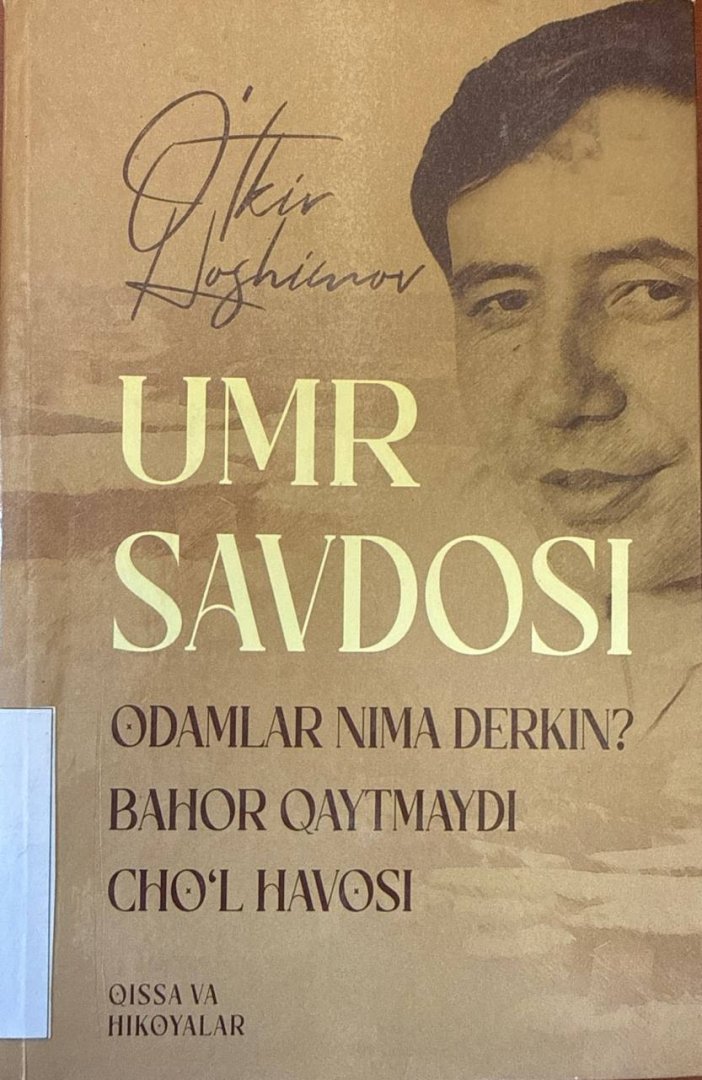 O'tkir
Hoshimov
UMR
SAVDOSI
ODAMLAR NIMA DERKIN?
BAHOR QAYTMAYDI
CHO‘L HAVOSI
QISSA VA
HIKOYALAR